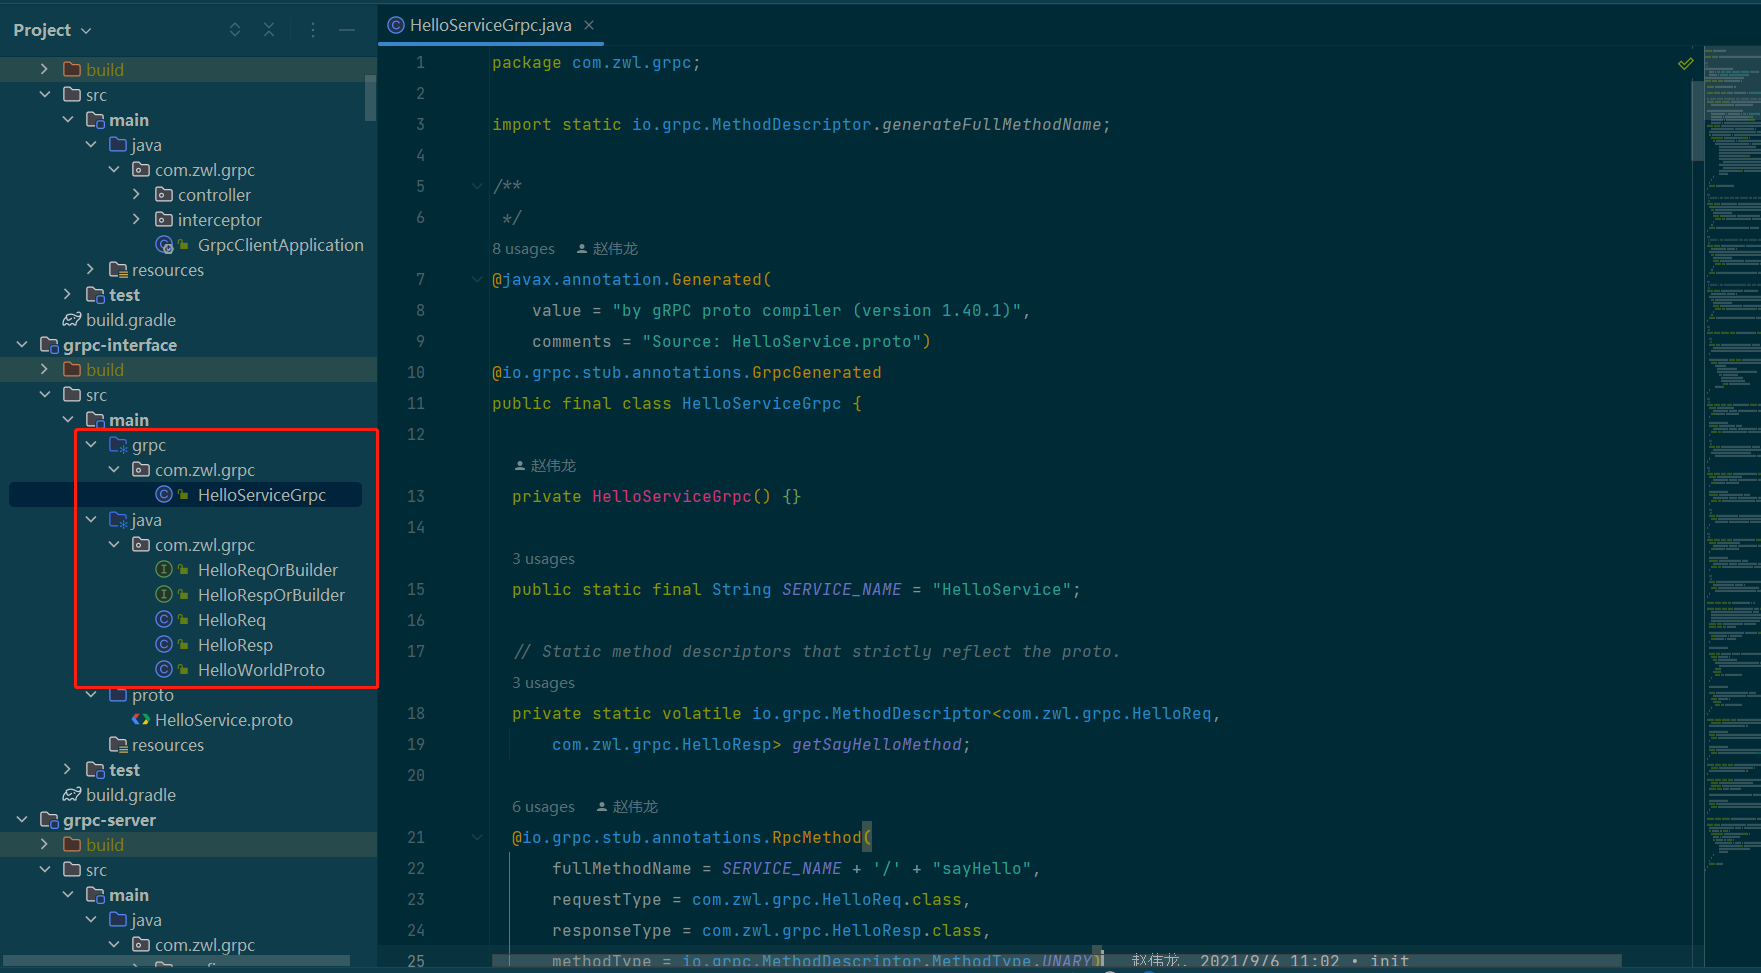 Project
build
src
main
java
com.zwl.grpc
controller
interceptor
GrpcClientApplication
resources
test
build.gradle
grpc-interface
build
src
main
grpc
com.zwl.grpc
HelloServiceGrpc
java
com.zwl.grpc
HelloReqOrBuilder
HelloRespOrBuilder
HelloReq
HelloResp
HelloWorldProto
proto
HelloService.proto
resources
test
build.gradle
grpc-server
build
src
main
java
com.zwl.grpc
HelloServiceGrpc.java
1 package com.zwl.grpc;
2
3 import static io.grpc.MethodDescriptor.generateFullMethodName;
4
5 /**
6 */
8 usages 赵伟龙
7 @javax.annotation.Generated(
8 value = "by gRPC proto compiler (version 1.40.1)",
9 comments = "Source: HelloService.proto")
10 @io.grpc.stub.annotations.GrpcGenerated
11 public final class HelloServiceGrpc {
12
赵伟龙
13 private HelloServiceGrpc() {}
14
3 usages
15 public static final String SERVICE_NAME = "HelloService";
16
17 // Static method descriptors that strictly reflect the proto.
3 usages
18 private static volatile io.grpc.MethodDescriptor<com.zwl.grpc.HelloReq,
19 com.zwl.grpc.HelloResp> getSayHelloMethod;
20
6 usages 赵伟龙
21 @io.grpc.stub.annotations.RpcMethod(
22 fullMethodName = SERVICE_NAME + '/' + "sayHello",
23 requestType = com.zwl.grpc.HelloReq.class,
24 responseType = com.zwl.grpc.HelloResp.class,
25 methodType = io.grpc.MethodDescriptor.MethodType.UNARY) 赵伟龙, 2021/9/6 11:02 • init